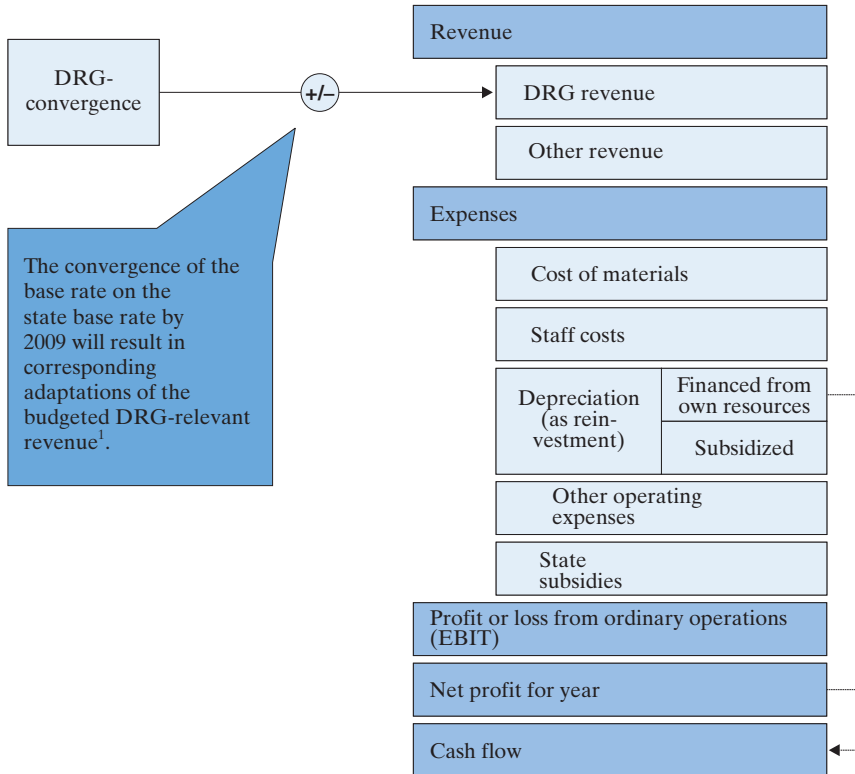 Revenue
DRG-
convergence
+/–
DRG revenue
Other revenue
Expenses
The convergence of the
base rate on the
state base rate by
2009 will result in
corresponding
adaptations of the
budgeted DRG-relevant
revenue¹.
Cost of materials
Staff costs
Depreciation
(as rein-
vestment)
Financed from
own resources
Subsidized
Other operating
expenses
State
subsidies
Profit or loss from ordinary operations
(EBIT)
Net profit for year
Cash flow